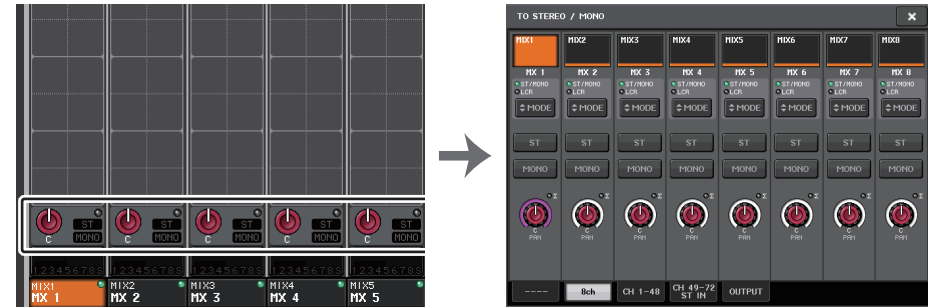 C ST MONO C ST MONO C ST MONO C ST MONO C ST MONO
12345678S 12345678S 12345678S 12345678S 12345678S
MIX1 MIX2 MIX3 MIX4 MIX5
MX 1 MX 2 MX 3 MX 4 MX 5
TO STEREO / MONO
MIX1 MIX2 MIX3 MIX4 MIX5 MIX6 MIX7 MIX8
MX 1 MX 2 MX 3 MX 4 MX 5 MX 6 MX 7 MX 8
ST/MONO ST/MONO ST/MONO ST/MONO ST/MONO ST/MONO ST/MONO ST/MONO
LCR LCR LCR LCR LCR LCR LCR LCR
MODE MODE MODE MODE MODE MODE MODE MODE
ST ST ST ST ST ST ST ST
MONO MONO MONO MONO MONO MONO MONO MONO
Σ Σ Σ Σ Σ Σ Σ Σ
C C C C C C C C
PAN PAN PAN PAN PAN PAN PAN PAN
---- 8ch CH 1-48 CH 49-72 OUTPUT
ST IN